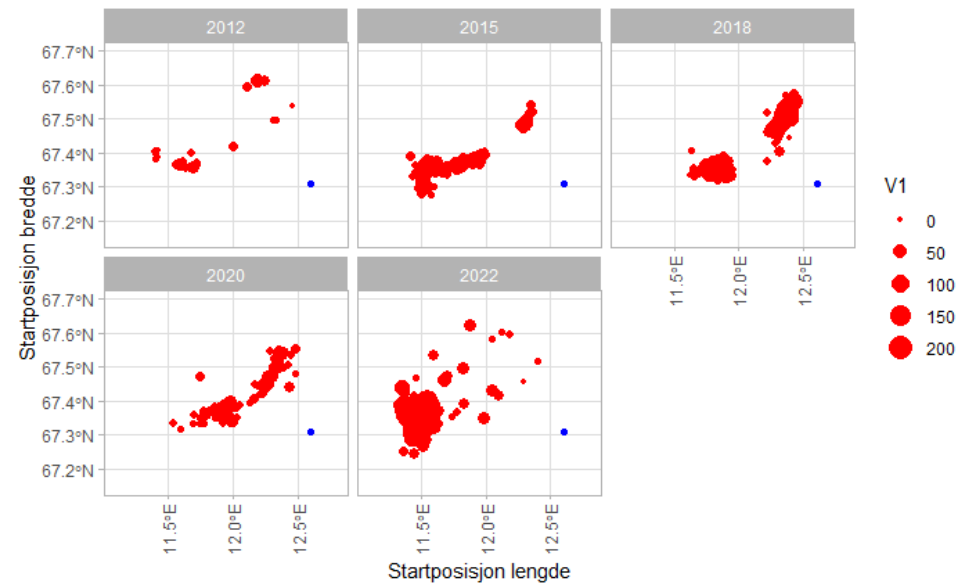 2012
2015
2018
67.7°N
67.6°N
67.5°N
67.4°N
67.3°N
67.2°N
11.5°E
12.0°E
12.5°E
2020
2022
67.7°N
67.6°N
67.5°N
67.4°N
67.3°N
67.2°N
11.5°E
12.0°E
12.5°E
11.5°E
12.0°E
12.5°E
Startposisjon brede
Startposisjon lengde
V1
0
50
100
150
200